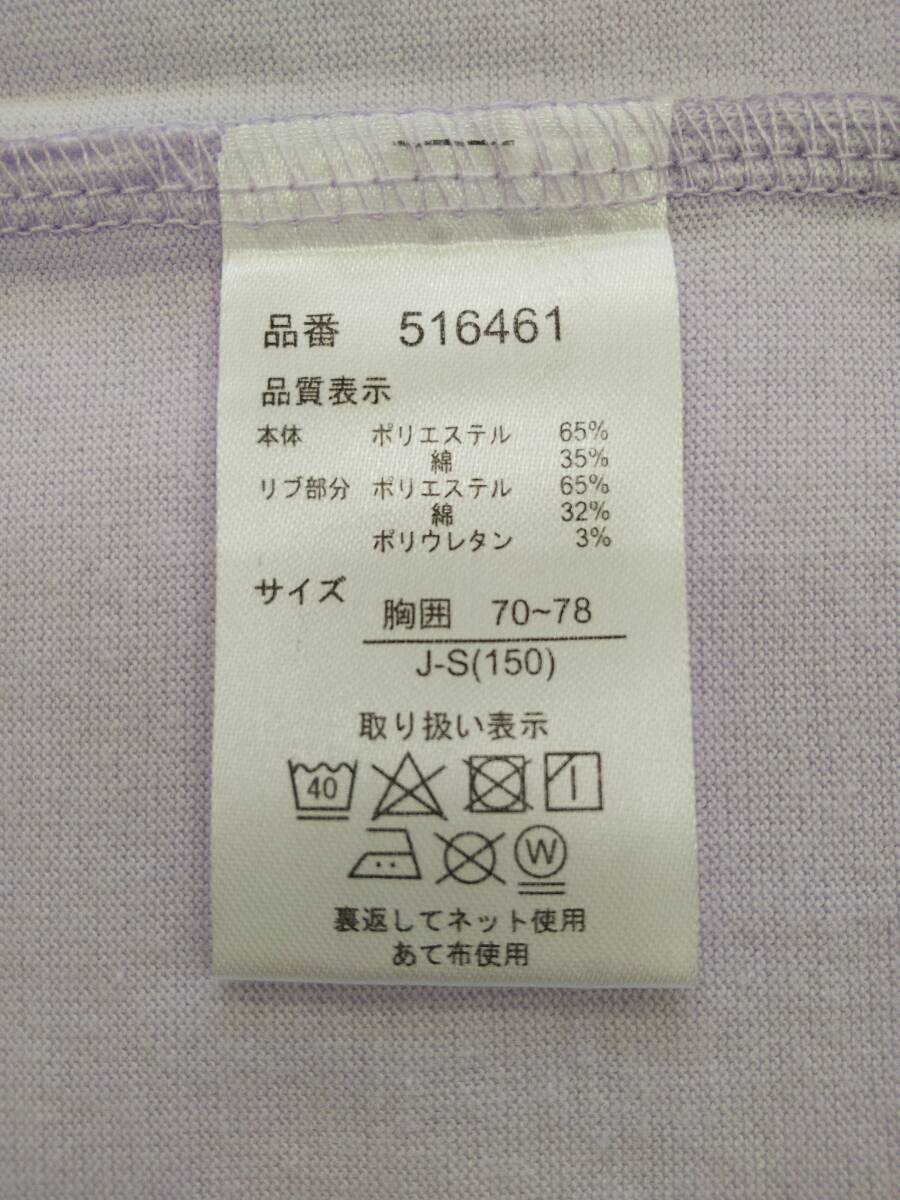 品番 516461
品質表示
本体 ポリエステル 65%
綿 35%
リブ部分 ポリエステル 65%
綿 32%
ポリウレタン 3%
サイズ
胸囲 70~78
J-S(150)
取り扱い表示
40
W
裏返してネット使用
あて布使用